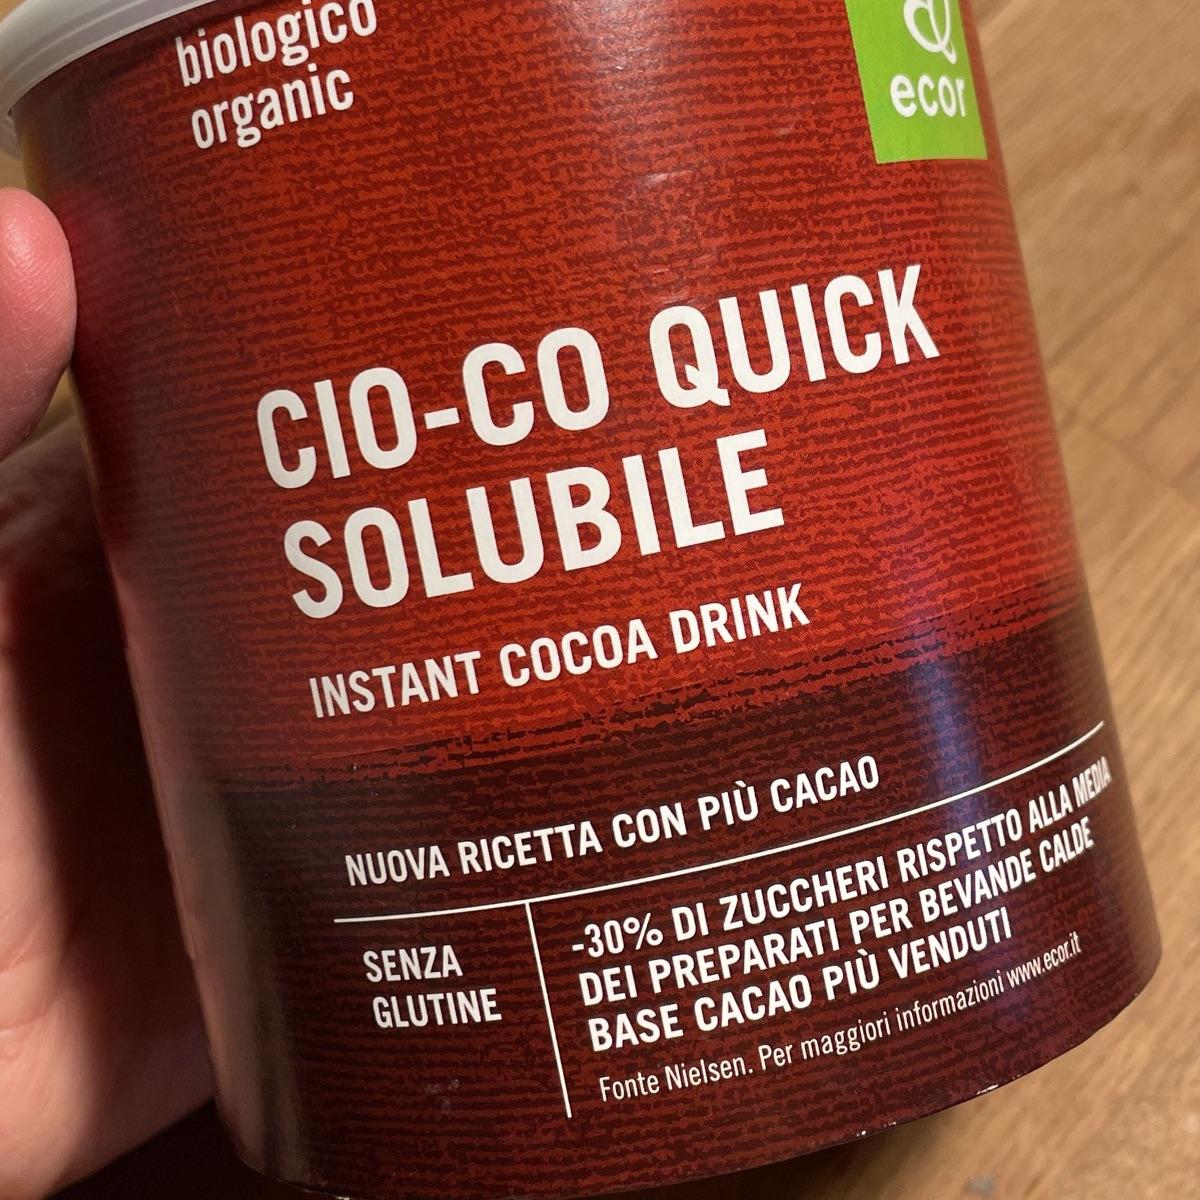 biologico
organic
ecor
CIO-CO QUICK
SOLUBILE
INSTANT COCOA DRINK
NUOVA RICETTA CON PIÙ CACAO
SENZA
GLUTINE
-30% DI ZUCCHERI RISPETTO ALLA MEDIA
DEI PREPARATI PER BEVANDE CALDE
BASE CACAO PIÙ VENDUTI
Fonte Nielsen. Per maggiori informazioni www.ecor.it